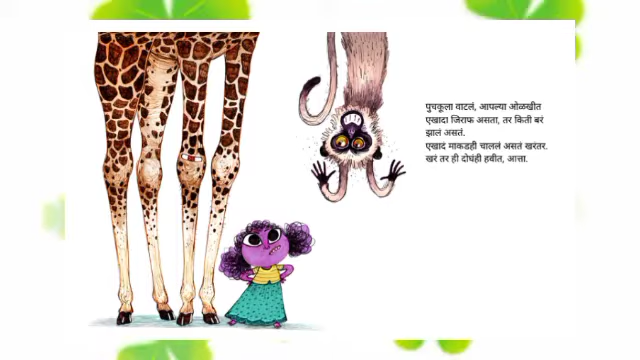 पुचकूला वाटलं, आपल्या ओळखीत
एखादा जिराफ असता, तर किती बरं
झालं असतं.
एखादं माकडही चाललं असतं खरंतर.
खरं तर ही दोघंही हवीत, आत्ता.